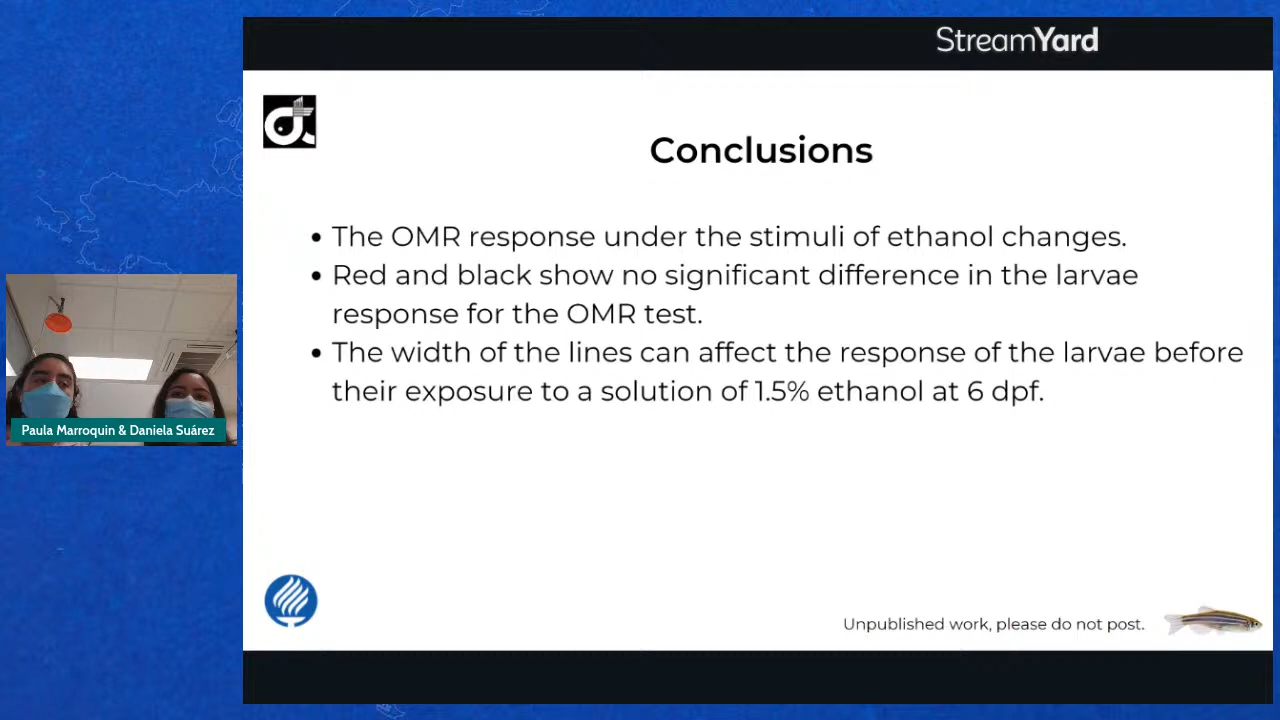 StreamYard
Conclusions
• The OMR response under the stimuli of ethanol changes.
• Red and black show no significant difference in the larvae
response for the OMR test.
• The width of the lines can affect the response of the larvae before
their exposure to a solution of 1.5% ethanol at 6 dpf.
Paula Marroquin & Daniela Suárez
Unpublished work, please do not post.